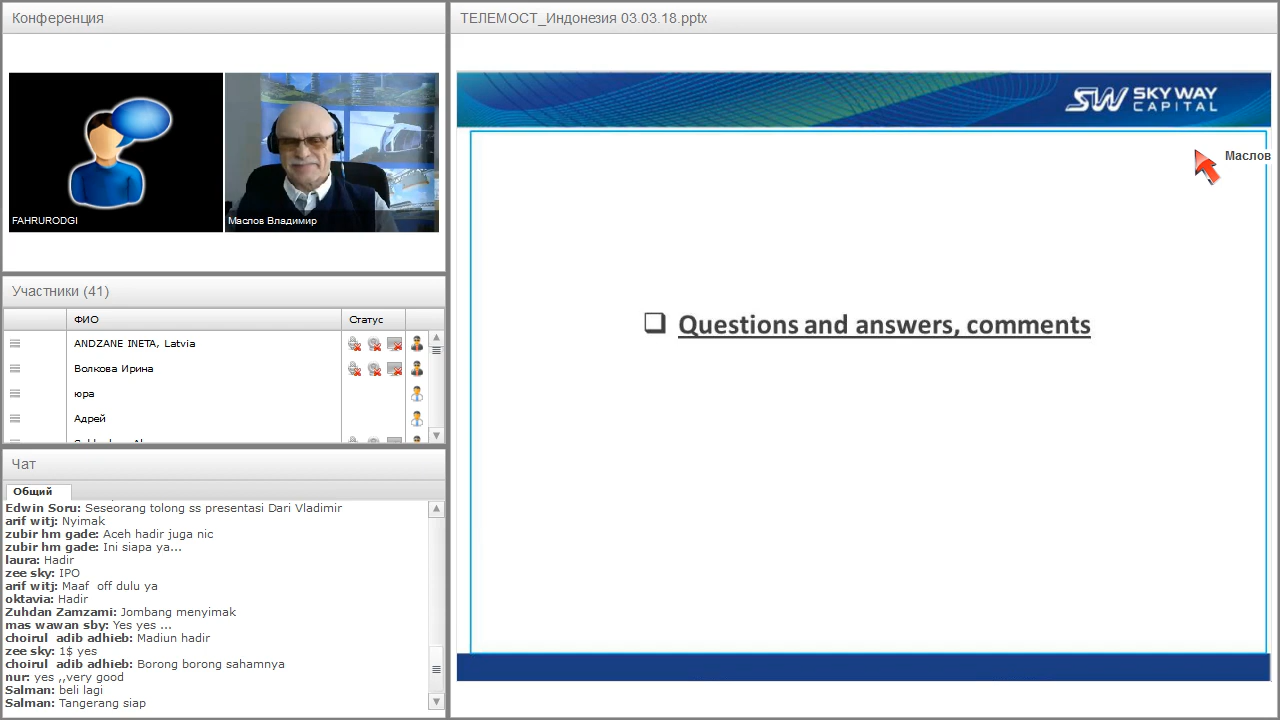 Конференция
FAHRURODGI
Маслов Владимир
Участники (41)
ФИО
Статус
ANDZANE INETA, Latvia
Волкова Ирина
юра
Адрей
Чат
Общий
Edwin Soru: Seseorang tolong ss presentasi Dari Vladimir
arif witj: Nyimak
zubir hm gade: Aceh hadir juga nic
zubir hm gade: Ini siapa ya...
laura: Hadir
zee sky: IPO
arif witj: Maaf off dulu ya
oktavia: Hadir
Zuhdan Zamzami: Jombang menyimak
mas wawan sby: Yes yes ...
choirul adib adhieb: Madiun hadir
zee sky: 1$ yes
choirul adib adhieb: Borong borong sahamnya
nur: yes ,,very good
Salman: beli lagi
Salman: Tangerang siap
ТЕЛЕМОСТ_Индонезия 03.03.18.pptx
SW SKY WAY
CAPITAL
Маслов
Questions and answers, comments